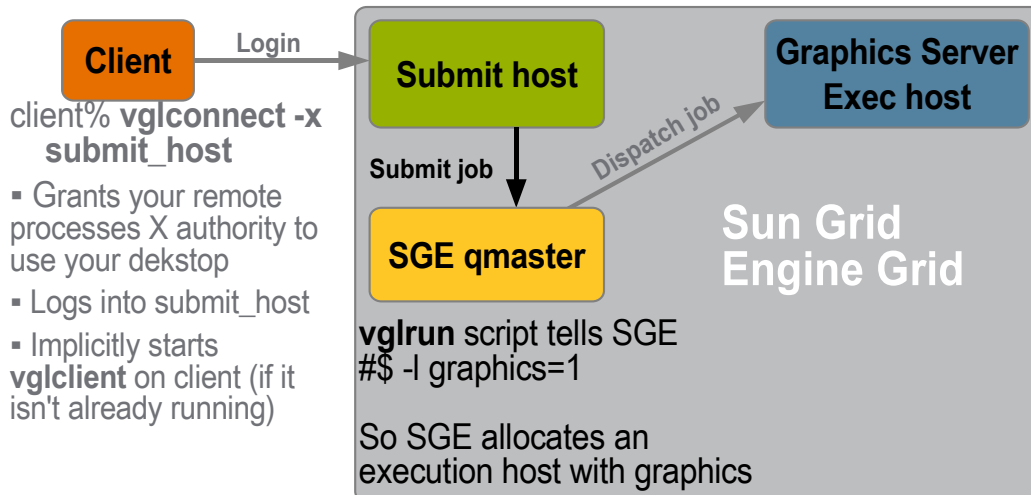 Client
Login
Submit host
Graphics Server
Exec host
client% vglconnect -x
submit_host
▪ Grants your remote
processes X authority to
use your dekstop
▪ Logs into submit_host
▪ Implicitly starts
vglclient on client (if it
isn't already running)
Submit job
Dispatch job
SGE qmaster
Sun Grid
Engine Grid
vglrun script tells SGE
#$ -l graphics=1
So SGE allocates an
execution host with graphics